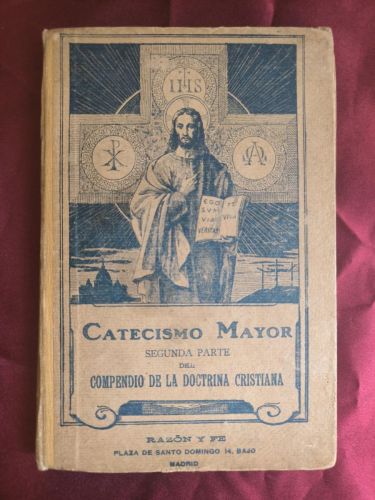 IHS
EGO
SUM
VIA
VERITAS
ET
VITA
CATECISMO MAYOR
SEGUNDA PARTE
DEL
COMPENDIO DE LA DOCTRINA CRISTIANA
RAZÓN Y FE
PLAZA DE SANTO DOMINGO 14, BAJO
MADRID